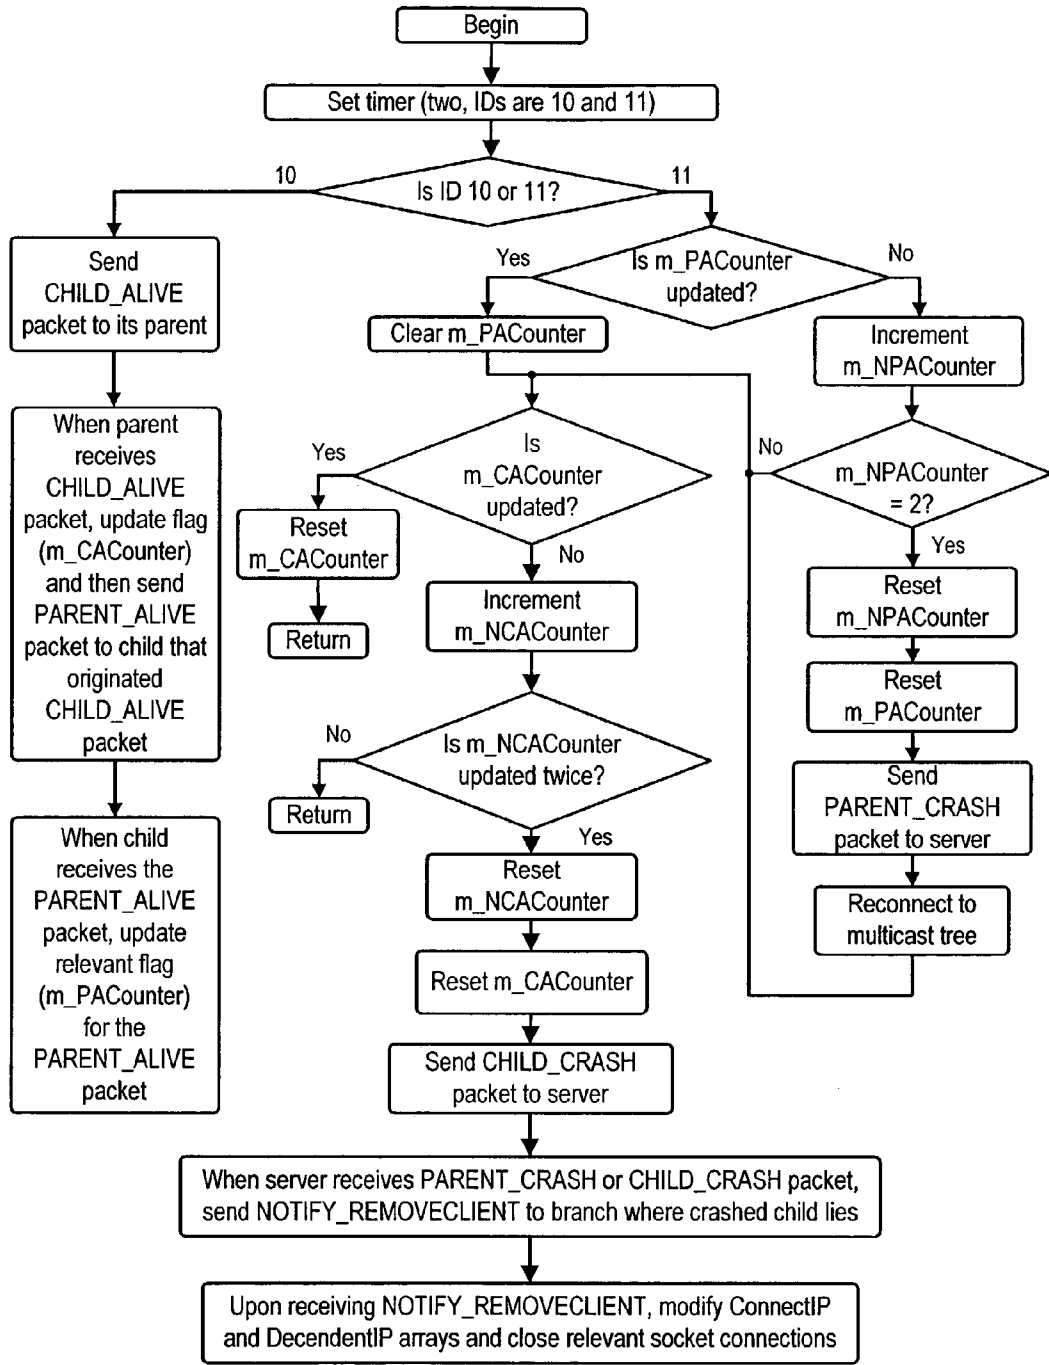 Begin
Set timer (two, IDs are 10 and 11)
10
Is ID 10 or 11?
11
Send
CHILD_ALIVE
packet to its parent
When parent
receives
CHILD_ALIVE
packet, update flag
(m_CACounter)
and then send
PARENT_ALIVE
packet to child that
originated
CHILD_ALIVE
packet
When child
receives the
PARENT_ALIVE
packet, update
relevant flag
(m_PACounter)
for the
PARENT_ALIVE
packet
Yes
Is m_PACounter
updated?
No
Clear m_PACounter
Increment
m_NPACounter
Yes
Is
m_CACounter
updated?
No
m_NPACounter
= 2?
Reset
m_CACounter
Return
No
Increment
m_NCACounter
Yes
Reset
m_NPACounter
Reset
m_PACounter
No
Is m_NCACounter
updated twice?
Return
Yes
Send
PARENT_CRASH
packet to server
Reset
m_NCACounter
Reconnect to
multicast tree
Reset m_CACounter
Send CHILD_CRASH
packet to server
When server receives PARENT_CRASH or CHILD_CRASH packet,
send NOTIFY_REMOVECLIENT to branch where crashed child lies
Upon receiving NOTIFY_REMOVECLIENT, modify ConnectIP
and DecendentIP arrays and close relevant socket connections